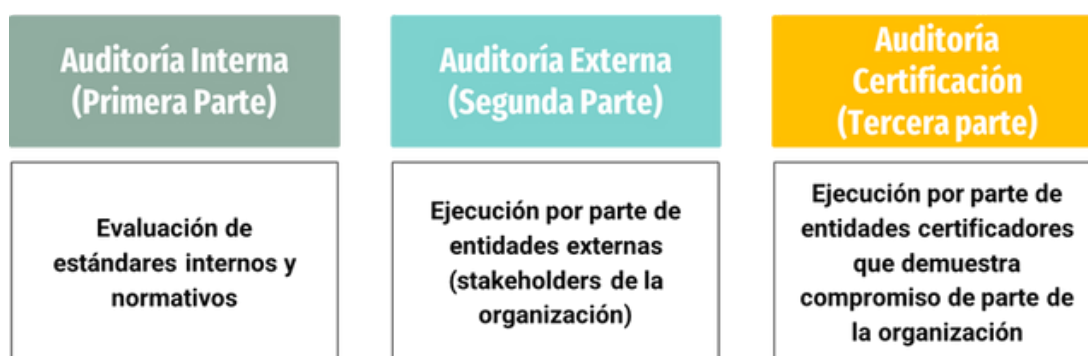 Auditoría Interna
(Primera Parte)
Evaluación de
estándares internos y
normativos
Auditoría Externa
(Segunda Parte)
Ejecución por parte de
entidades externas
(stakeholders de la
organización)
Auditoría
Certificación
(Tercera parte)
Ejecución por parte de
entidades certificadores
que demuestra
compromiso de parte de
la organización